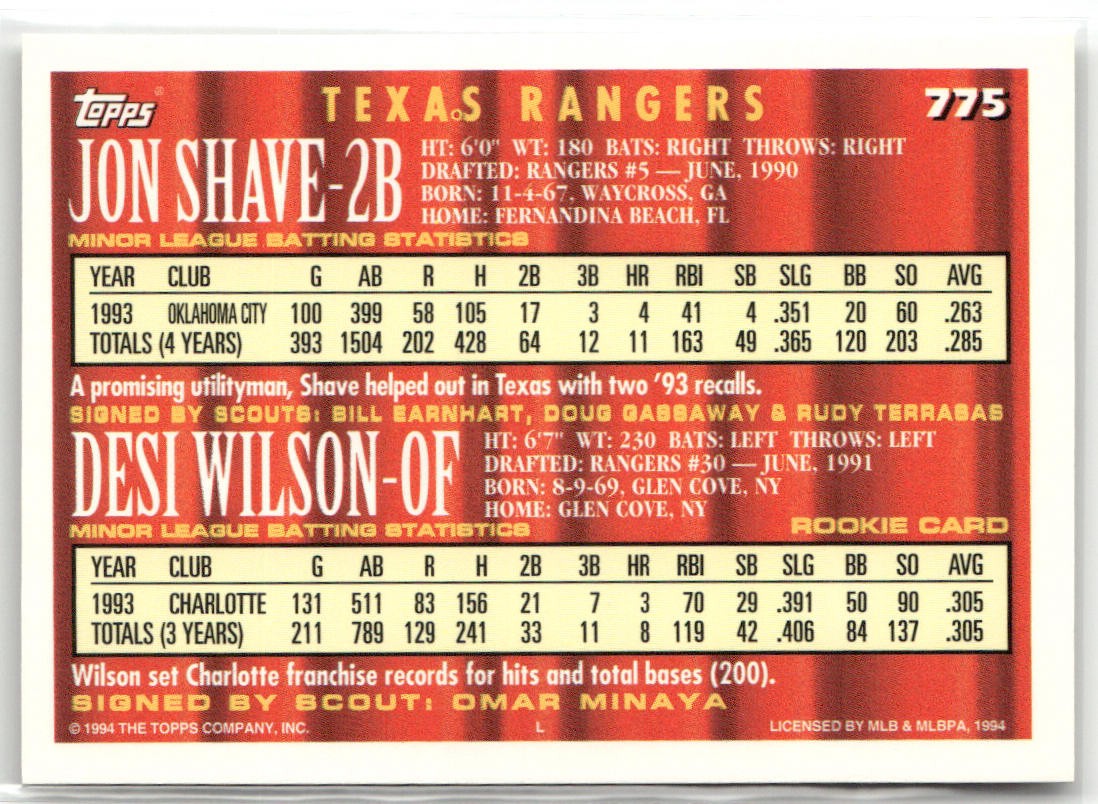 Topps ® TEXAS RANGERS 775
JON SHAVE-2B
HT: 6'0" WT: 180 BATS: RIGHT THROWS: RIGHT
DRAFTED: RANGERS #5 — JUNE, 1990
BORN: 11-4-67, WAYCROSS, GA
HOME: FERNANDINA BEACH, FL
MINOR LEAGUE BATTING STATISTICS
YEAR CLUB G AB R H 2B 3B HR RBI SB SLG BB SO AVG
1993 OKLAHOMA CITY 100 399 58 105 17 3 4 41 4 .351 20 60 .263
TOTALS (4 YEARS) 393 1504 202 428 64 12 11 163 49 .365 120 203 .285
A promising utilityman, Shave helped out in Texas with two '93 recalls.
SIGNED BY SCOUTS: BILL EARNHART, DOUG GASSAWAY & RUDY TERRASAS
DESI WILSON-OF
HT: 6'7" WT: 230 BATS: LEFT THROWS: LEFT
DRAFTED: RANGERS #30 — JUNE, 1991
BORN: 8-9-69, GLEN COVE, NY
HOME: GLEN COVE, NY
MINOR LEAGUE BATTING STATISTICS ROOKIE CARD
YEAR CLUB G AB R H 2B 3B HR RBI SB SLG BB SO AVG
1993 CHARLOTTE 131 511 83 156 21 7 3 70 29 .391 50 90 .305
TOTALS (3 YEARS) 211 789 129 241 33 11 8 119 42 .406 84 137 .305
Wilson set Charlotte franchise records for hits and total bases (200).
SIGNED BY SCOUT: OMAR MINAYA
© 1994 THE TOPPS COMPANY, INC. L LICENSED BY MLB & MLBPA, 1994